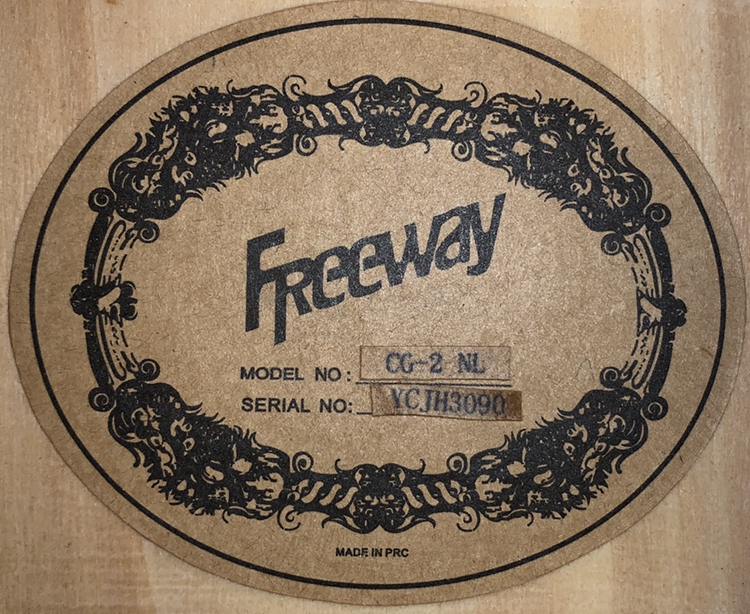 Freeway
MODEL NO: CG-2 NL
SERIAL NO: YCJH3090
MADE IN PRC